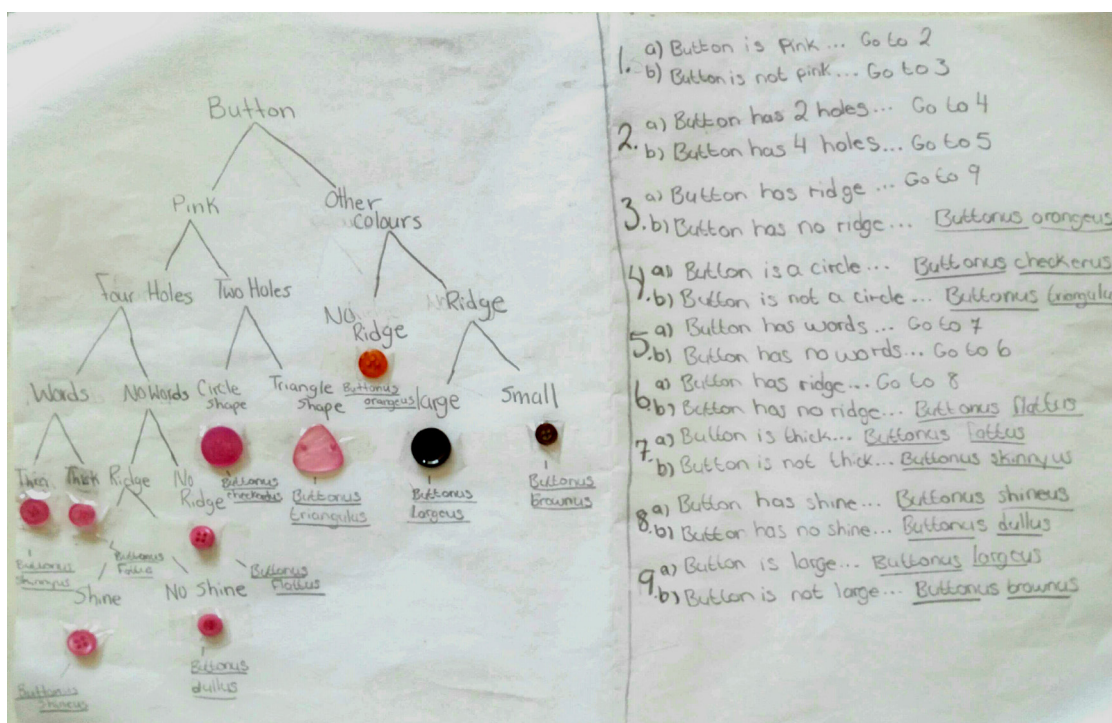 Button
Pink
Other
Colours
Four Holes
Two Holes
No
Ridge
Ridge
Words
No Words
Circle
Shape
Triangle
Shape
Buttonus
orangeus
large
Small
Thin
Thick
Ridge
No
Ridge
Buttonus
checkerus
Buttonus
triangulus
Buttonus
largeus
Buttonus
brownus
Buttonus
skinnyus
Buttonus
Shine
No Shine
Buttonus
flattus
Buttonus
Shineus
Buttonus
dullus
1. a) Button is Pink... Go to 2
b) Button is not pink... Go to 3
2. a) Button has 2 holes... Go to 4
b) Button has 4 holes... Go to 5
3. a) Button has ridge ... Go to 9
b) Button has no ridge... Buttonus orangeus
4. a) Button is a circle... Buttonus checkerus
b) Button is not a circle... Buttonus triangulus
5. a) Button has words... Go to 7
b) Button has no words... Go to 6
6. a) Button has ridge... Go to 8
b) Button has no ridge... Buttonus flattus
7. a) Button is thick... Buttonus fattus
b) Button is not thick... Buttonus skinnyus
8. a) Button has shine... Buttonus shineus
b) Button has no shine... Buttonus dullus
9. a) Button is large... Buttonus largeus
b) Button is not large... Buttonus brownus